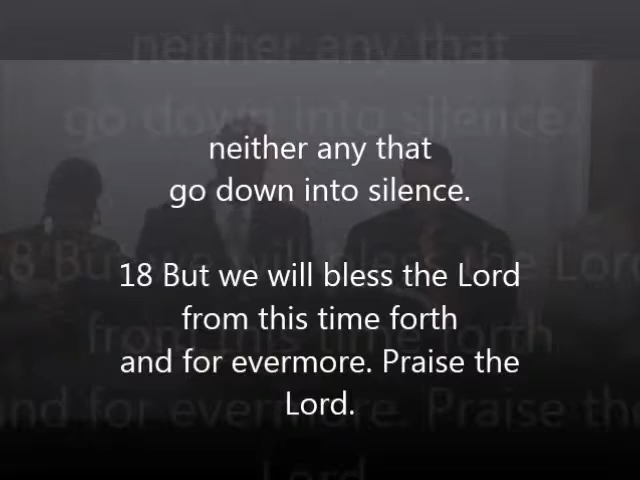 neither any that
go down into silence.
18 But we will bless the Lord
from this time forth
and for evermore. Praise the
Lord.